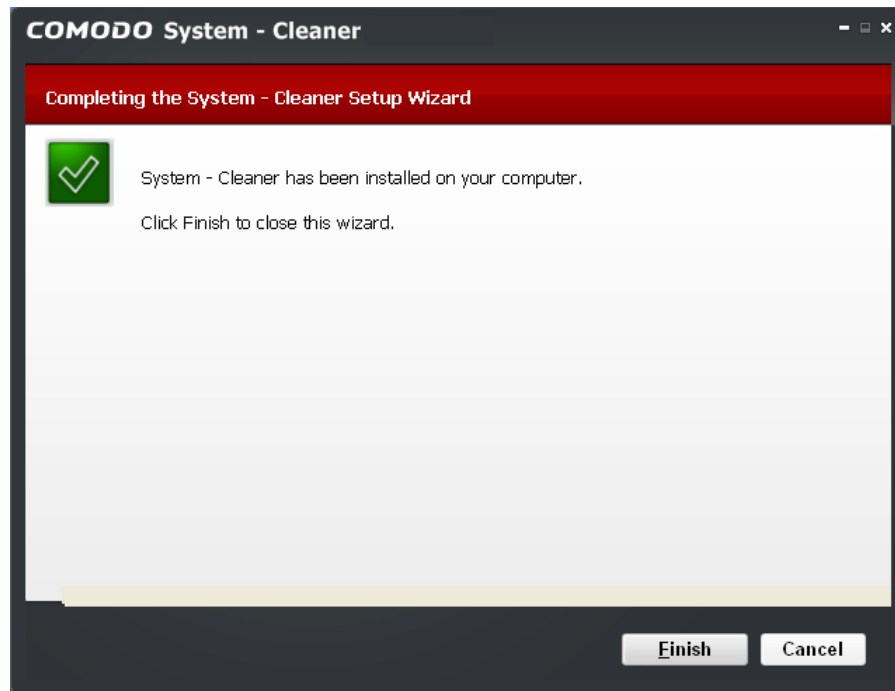 COMODO System - Cleaner
Completing the System - Cleaner Setup Wizard
System - Cleaner has been installed on your computer.
Click Finish to close this wizard.
Finish
Cancel